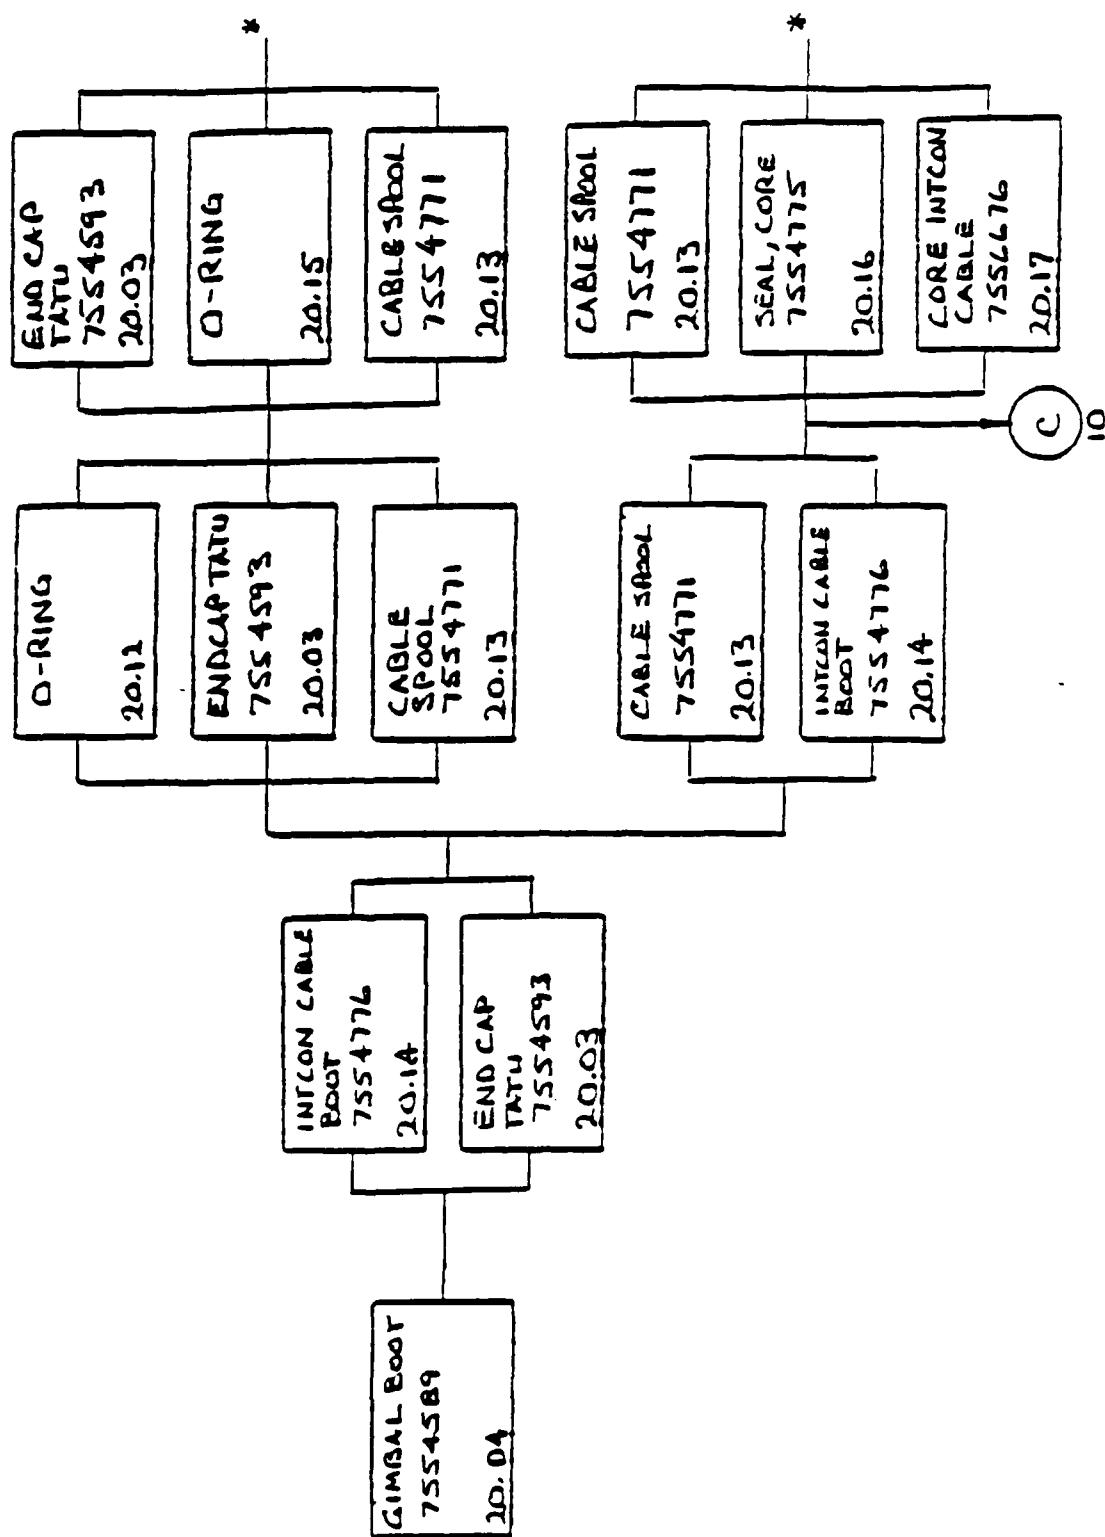 GIMBAL BOOT
7554589
20.04
INTCON CABLE
BOOT
7554776
20.14
END CAP
TATU
7554593
20.03
O-RING
20.12
ENDCAP TATU
7554593
20.03
CABLE
SPOOL
7554771
20.13
CABLE SPOOL
7554771
20.13
INTCON CABLE
BOOT
7554776
20.14
END CAP
TATU
7554593
20.03
O-RING
20.15
CABLE SPOOL
7554771
20.13
*
CABLE SPOOL
7554771
20.13
SEAL, CORE
7554775
20.16
CORE INTCON
CABLE
7556676
20.17
*
C
10